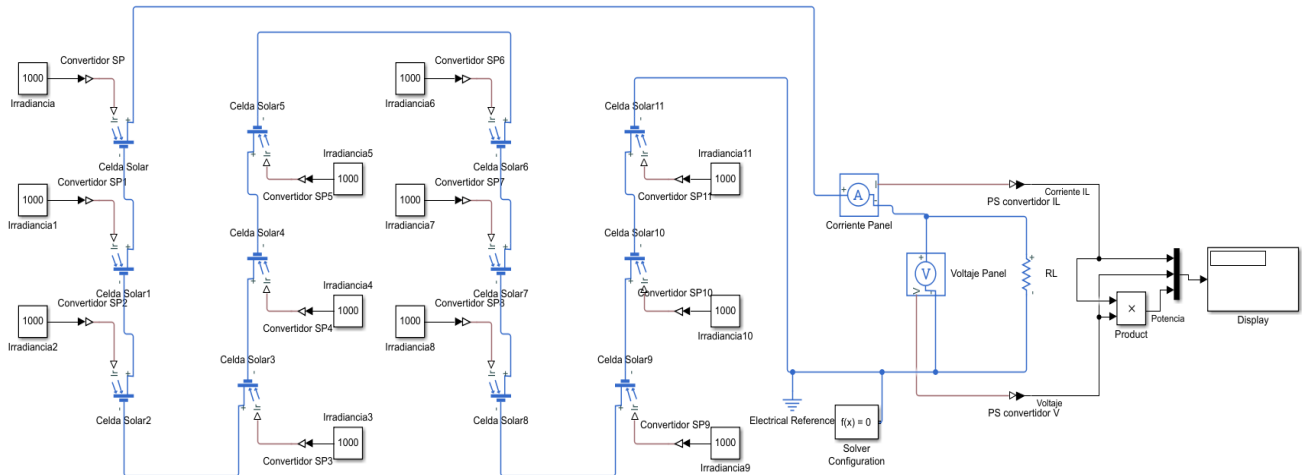 Convertidor SP
1000
Irradiancia
Celda Solar
Convertidor SP1
1000
Irradiancia1
Celda Solar1
Convertidor SP2
1000
Irradiancia2
Celda Solar2
Celda Solar5
Irradiancia5
1000
Convertidor SP5
Celda Solar4
Irradiancia4
1000
Convertidor SP4
Celda Solar3
Irradiancia3
1000
Convertidor SP3
Convertidor SP6
1000
Irradiancia6
Celda Solar6
Convertidor SP7
1000
Irradiancia7
Celda Solar7
Convertidor SP8
1000
Irradiancia8
Celda Solar8
Celda Solar11
Irradiancia11
1000
Convertidor SP11
Celda Solar10
Convertidor SP10
1000
Irradiancia10
Celda Solar9
Convertidor SP9
1000
Irradiancia9
A
I
Corriente Panel
Corriente IL
PS convertidor IL
V
V
Voltaje Panel
RL
Electrical Reference
f(x) = 0
Solver
Configuration
Voltaje
PS convertidor V
×
Product
Potencia
Display